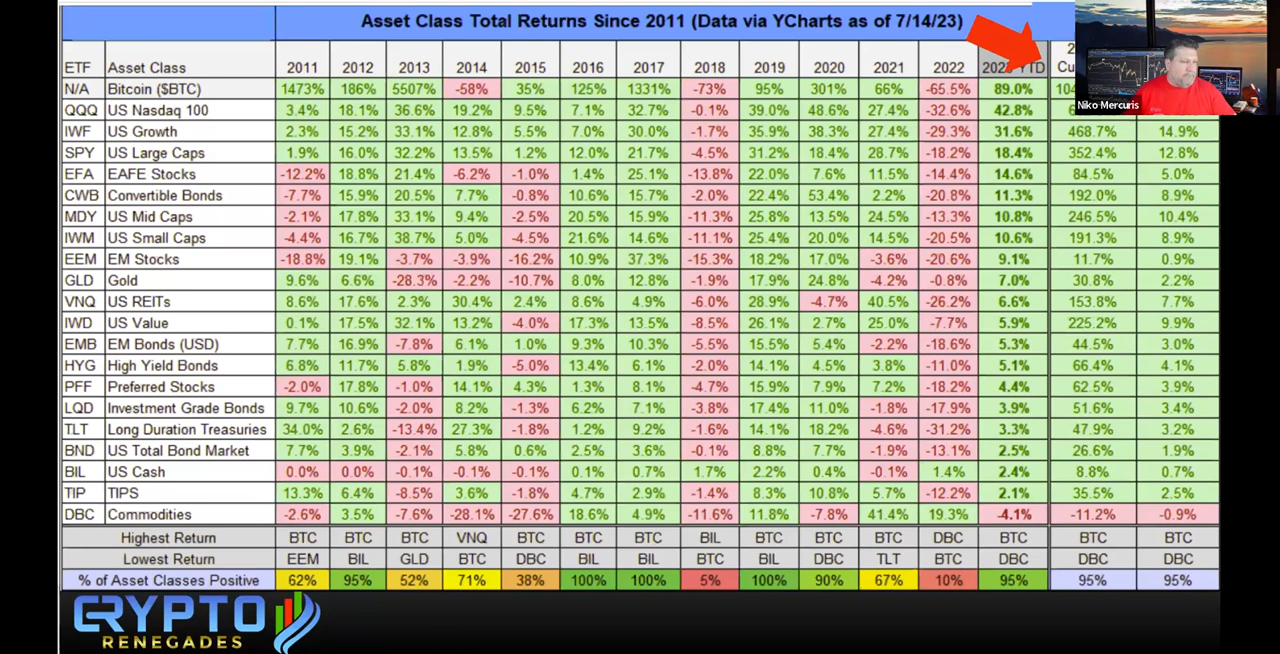 Asset Class Total Returns Since 2011 (Data via YCharts as of 7/14/23)
ETF Asset Class 2011 2012 2013 2014 2015 2016 2017 2018 2019 2020 2021 2022 YTD
N/A Bitcoin ($BTC) 1473% 186% 5507% -58% 35% 125% 1331% -73% 95% 301% 66% -65.5% 89.0%
QQQ US Nasdaq 100 3.4% 18.1% 36.6% 19.2% 9.5% 7.1% 32.7% -0.1% 39.0% 48.6% 27.4% -32.6% 42.8%
IWF US Growth 2.3% 15.2% 33.1% 12.8% 5.5% 7.0% 30.0% -1.7% 35.9% 38.3% 27.4% -29.3% 31.6% 468.7% 14.9%
SPY US Large Caps 1.9% 16.0% 32.2% 13.5% 1.2% 12.0% 21.7% -4.5% 31.2% 18.4% 28.7% -18.2% 18.4% 352.4% 12.8%
EFA EAFE Stocks -12.2% 18.8% 21.4% -6.2% -1.0% 1.4% 25.1% -13.8% 22.0% 7.6% 11.5% -14.4% 14.6% 84.5% 5.0%
CWB Convertible Bonds -7.7% 15.9% 20.5% 7.7% -0.8% 10.6% 15.7% -2.0% 22.4% 53.4% 2.2% -20.8% 11.3% 192.0% 8.9%
MDY US Mid Caps -2.1% 17.8% 33.1% 9.4% -2.5% 20.5% 15.9% -11.3% 25.8% 13.5% 24.5% -13.3% 10.8% 246.5% 10.4%
IWM US Small Caps -4.4% 16.7% 38.7% 5.0% -4.5% 21.6% 14.6% -11.1% 25.4% 20.0% 14.5% -20.5% 10.6% 191.3% 8.9%
EEM EM Stocks -18.8% 19.1% -3.7% -3.9% -16.2% 10.9% 37.3% -15.3% 18.2% 17.0% -3.6% -20.6% 9.1% 11.7% 0.9%
GLD Gold 9.6% 6.6% -28.3% -2.2% -10.7% 8.0% 12.8% -1.9% 17.9% 24.8% -4.2% -0.8% 7.0% 30.8% 2.2%
VNQ US REITs 8.6% 17.6% 2.3% 30.4% 2.4% 8.6% 4.9% -6.0% 28.9% -4.7% 40.5% -26.2% 6.6% 153.8% 7.7%
IWD US Value 0.1% 17.5% 32.1% 13.2% -4.0% 17.3% 13.5% -8.5% 26.1% 2.7% 25.0% -7.7% 5.9% 225.2% 9.9%
EMB EM Bonds (USD) 7.7% 16.9% -7.8% 6.1% 1.0% 9.3% 10.3% -5.5% 15.5% 5.4% -2.2% -18.6% 5.3% 44.5% 3.0%
HYG High Yield Bonds 6.8% 11.7% 5.8% 1.9% -5.0% 13.4% 6.1% -2.0% 14.1% 4.5% 3.8% -11.0% 5.1% 66.4% 4.1%
PFF Preferred Stocks -2.0% 17.8% -1.0% 14.1% 4.3% 1.3% 8.1% -4.7% 15.9% 7.9% 7.2% -18.2% 4.4% 62.5% 3.9%
LQD Investment Grade Bonds 9.7% 10.6% -2.0% 8.2% -1.3% 6.2% 7.1% -3.8% 17.4% 11.0% -1.8% -17.9% 3.9% 51.6% 3.4%
TLT Long Duration Treasuries 34.0% 2.6% -13.4% 27.3% -1.8% 1.2% 9.2% -1.6% 14.1% 18.2% -4.6% -31.2% 3.3% 47.9% 3.2%
BND US Total Bond Market 7.7% 3.9% -2.1% 5.8% 0.6% 2.5% 3.6% -0.1% 8.8% 7.7% -1.9% -13.1% 2.5% 26.6% 1.9%
BIL US Cash 0.0% 0.0% -0.1% -0.1% -0.1% 0.1% 0.7% 1.7% 2.2% 0.4% -0.1% 1.4% 2.4% 8.8% 0.7%
TIP TIPS 13.3% 6.4% -8.5% 3.6% -1.8% 4.7% 2.9% -1.4% 8.3% 10.8% 5.7% -12.2% 2.1% 35.5% 2.5%
DBC Commodities -2.6% 3.5% -7.6% -28.1% -27.6% 18.6% 4.9% -11.6% 11.8% -7.8% 41.4% 19.3% -4.1% -11.2% -0.9%
Highest Return BTC BTC BTC VNQ BTC BTC BTC BIL BTC BTC BTC DBC BTC BTC BTC
Lowest Return EEM BIL GLD BTC DBC BIL BIL BTC BIL DBC TLT BTC DBC DBC DBC
% of Asset Classes Positive 62% 95% 52% 71% 38% 100% 100% 5% 100% 90% 67% 10% 95% 95% 95%
Niko Mercuris
CRYPTO
RENEGADES